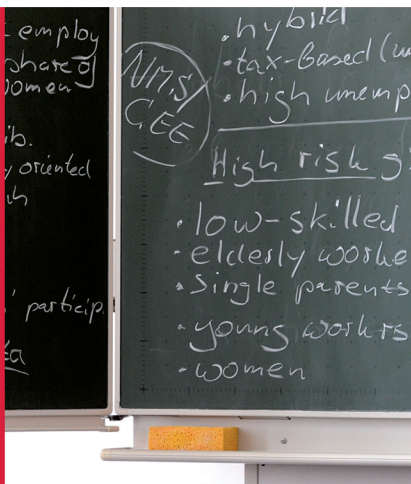 employ
share of
women
ib.
oriented
particip.
NMS/
CEE
• hybrid
• tax-based (
• high unemp
High risk g
• low-skilled
• elderly worke
• single parents
• young workrs
• women